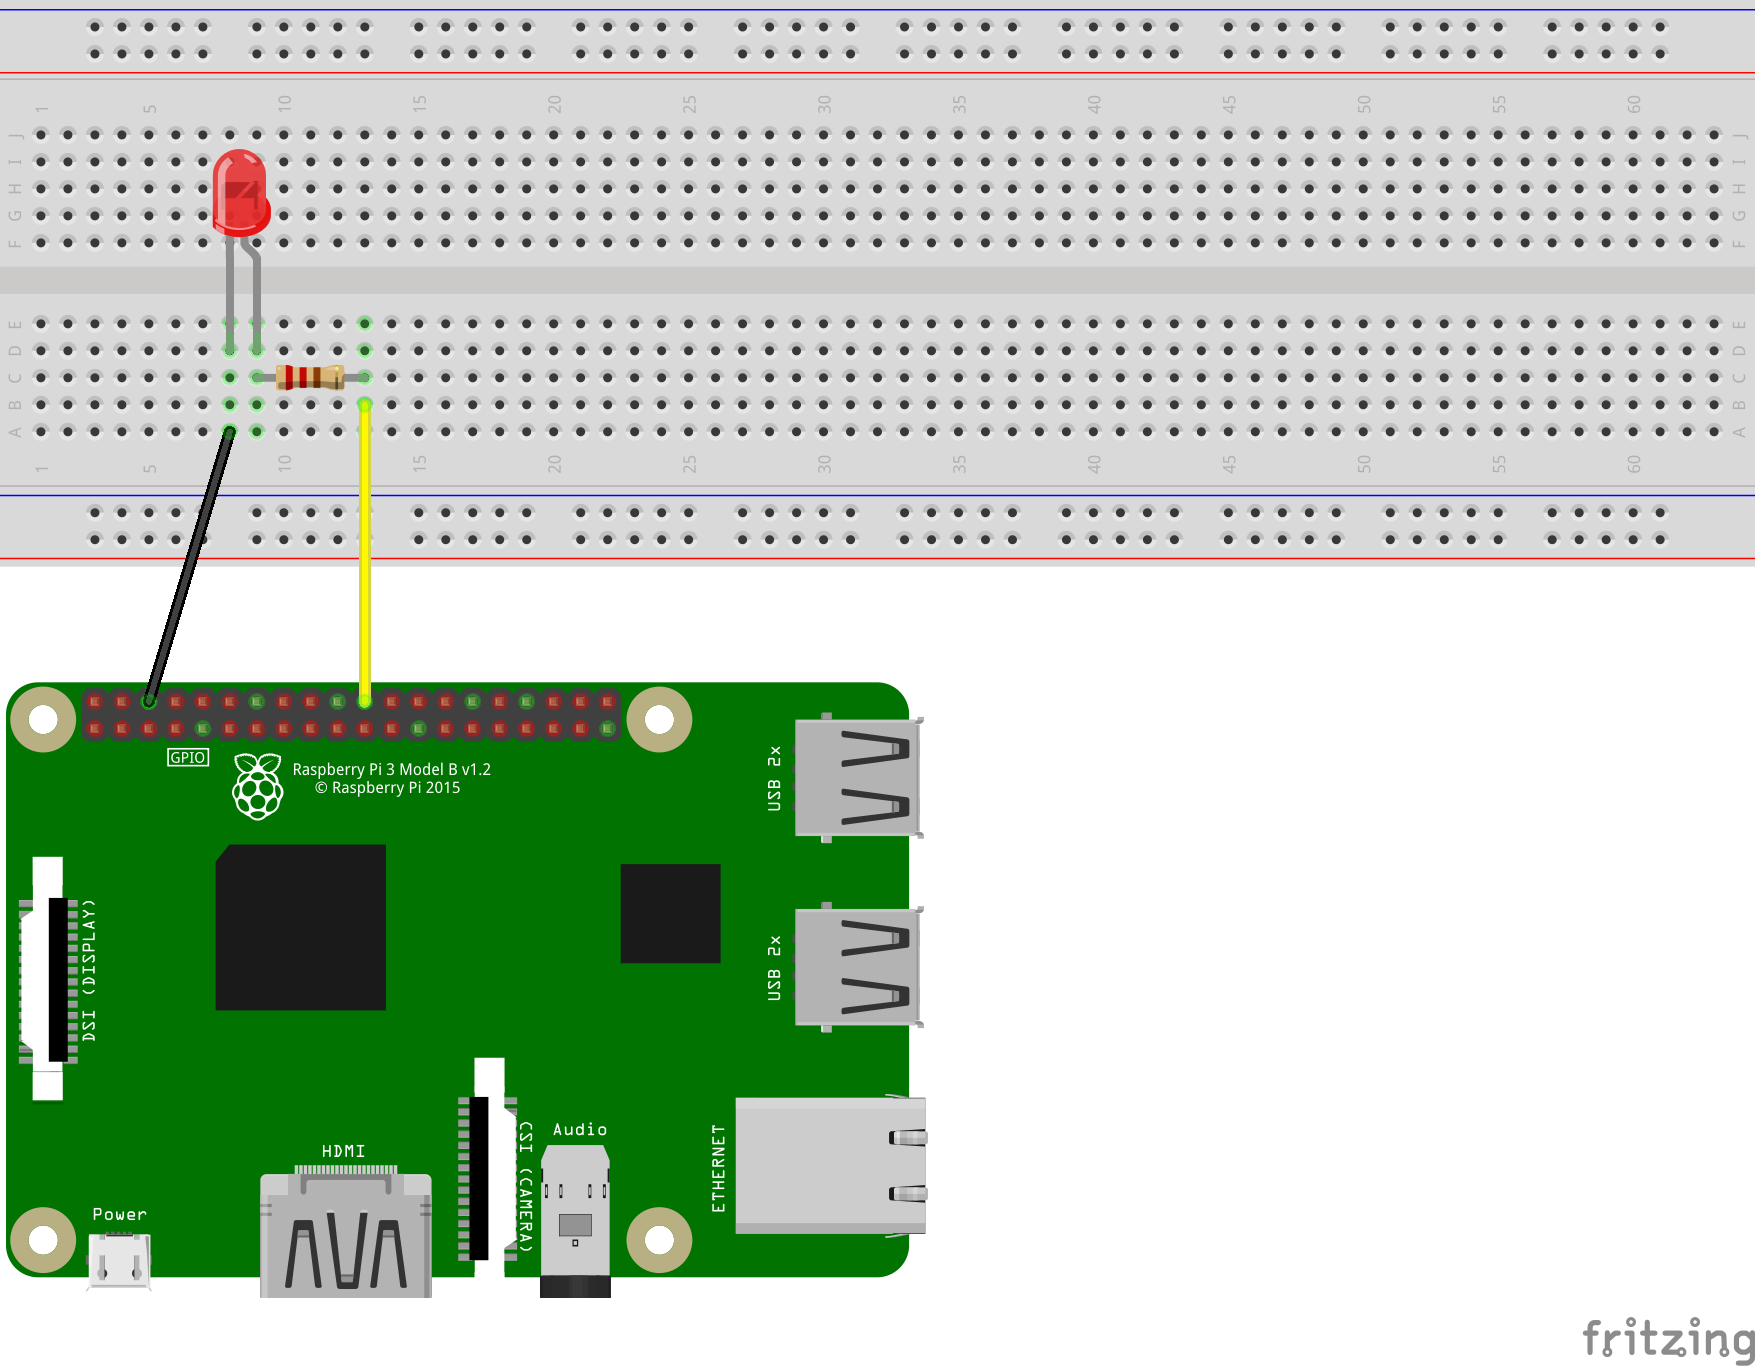 1 5 10 15 20 25 30 35 40 45 50 55 60
J J
I I
H H
G G
F F
E E
D D
C C
B B
A A
1 5 10 15 20 25 30 35 40 45 50 55 60
GPIO
Raspberry Pi 3 Model B v1.2
© Raspberry Pi 2015
USB 2x
DSI (DISPLAY)
USB 2x
HDMI
CSI (CAMERA)
Audio
ETHERNET
Power
fritzing